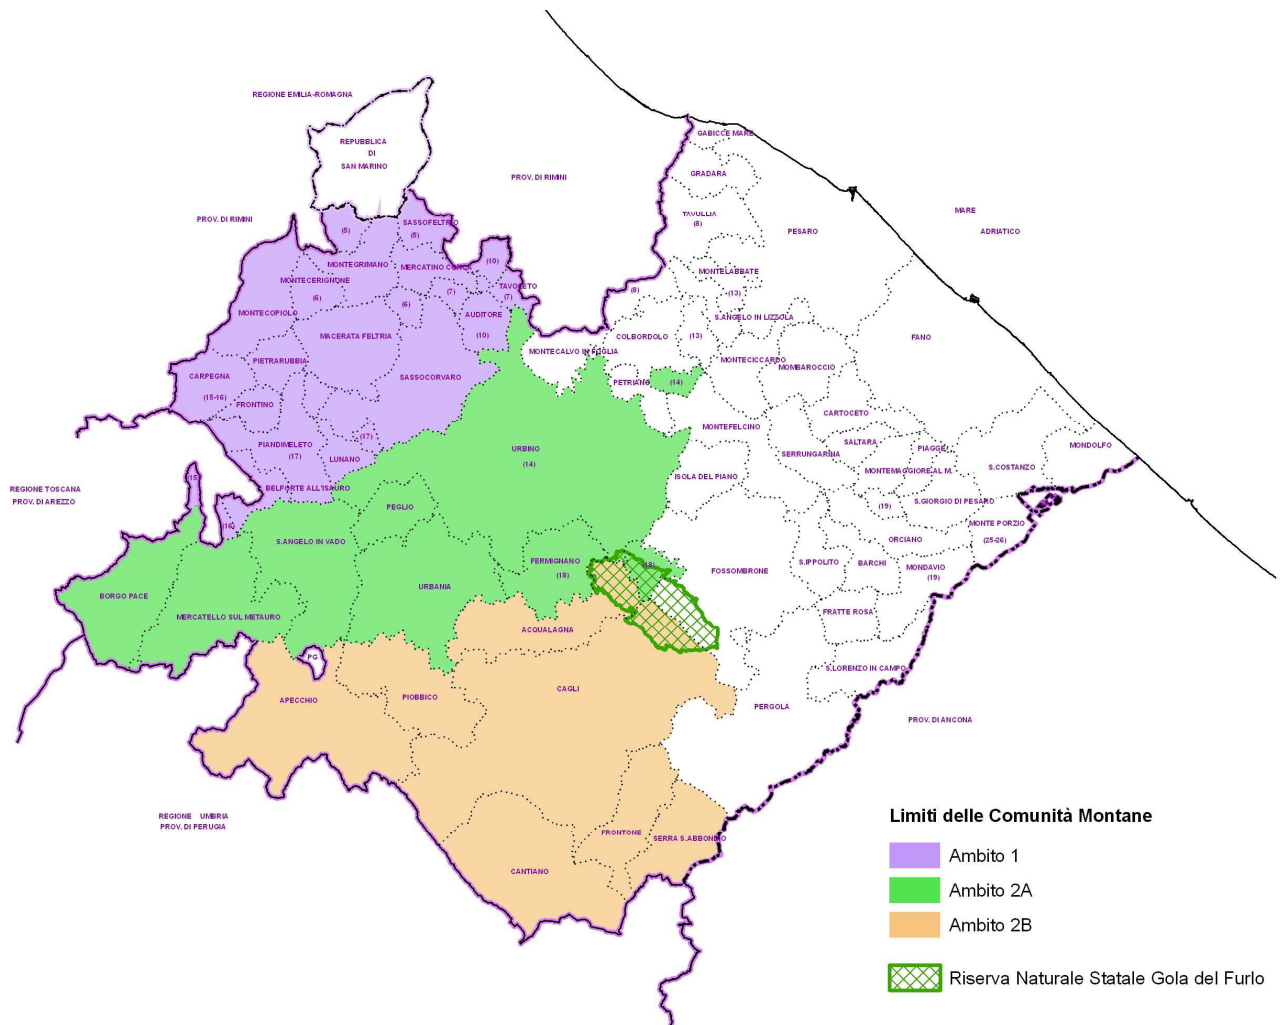 REGIONE EMILIA-ROMAGNA
REPUBBLICA
DI
SAN MARINO
PROV. DI RIMINI
PROV. DI RIMINI
GABICCE MARE
GRADARA
TAVULLIA
(8)
PESARO
MARE
ADRIATICO
(5)
SASSOFELTRIO
(5)
MONTEGRIMANO
MERCATINO CONCA
(10)
MONTECERIGNONE
(6)
(6)
(7)
TAVOLETO
(7)
MONTELABBATE
(13)
(8)
MONTECOPIOLO
AUDITORE
(10)
S.ANGELO IN LIZZOLA
MACERATA FELTRIA
COLBORDOLO
(13)
FANO
MONTECALVO IN FOGLIA
PIETRARUBBIA
MONTECICCARDO
MOMBAROCCIO
CARPEGNA
(15-16)
SASSOCORVARO
PETRIANO
(14)
FRONTINO
CARTOCETO
MONTEFELCINO
PIANDIMELETO
(17)
(17)
LUNANO
URBINO
(14)
SALTARA
SERRUNGARINA
PIAGGE
MONDOLFO
BELFORTE ALL'ISAURO
ISOLA DEL PIANO
MONTEMAGGIORE AL M.
S.COSTANZO
REGIONE TOSCANA
PROV. DI AREZZO
(15)
(16)
PEGLIO
(19)
S.GIORGIO DI PESARO
MONTE PORZIO
(25-26)
S.ANGELO IN VADO
ORCIANO
FERMIGNANO
(18)
(18)
FOSSOMBRONE
S.IPPOLITO
BARCHI
MONDAVIO
(19)
BORGO PACE
URBANIA
MERCATELLO SUL METAURO
FRATTE ROSA
ACQUALAGNA
PG
S.LORENZO IN CAMPO
APECCHIO
PIOBBICO
CAGLI
PERGOLA
PROV. DI ANCONA
REGIONE UMBRIA
PROV. DI PERUGIA
FRONTONE
SERRA S.ABBONDIO
CANTIANO
Limiti delle Comunità Montane
Ambito 1
Ambito 2A
Ambito 2B
Riserva Naturale Statale Gola del Furlo